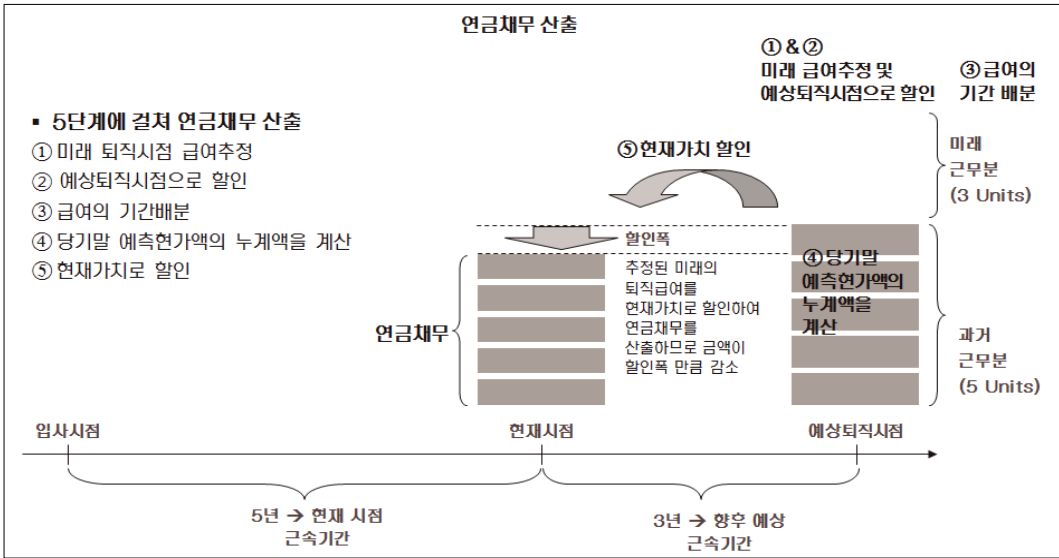 연금채무 산출
① & ②
미래 급여추정 및
예상퇴직시점으로 할인
③ 급여의
기간 배분
▪ 5단계에 걸쳐 연금채무 산출
① 미래 퇴직시점 급여추정
② 예상퇴직시점으로 할인
③ 급여의 기간배분
④ 당기말 예측현가액의 누계액을 계산
⑤ 현재가치로 할인
⑤ 현재가치 할인
미래
근무분
(3 Units)
할인폭
추정된 미래의
퇴직급여를
현재가치로 할인하여
연금채무를
산출하므로 금액이
할인폭 만큼 감소
④ 당기말
예측현가액의
누계액을
계산
연금채무
과거
근무분
(5 Units)
입사시점
현재시점
예상퇴직시점
5년 → 현재 시점
근속기간
3년 → 향후 예상
근속기간